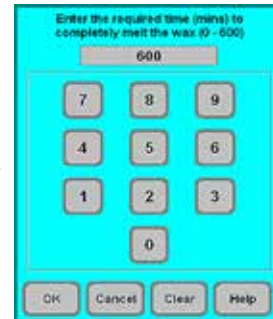 Enter the required time (mins) to
completely melt the wax (0 - 600)
600
7 8 9
4 5 6
1 2 3
0
OK Cancel Clear Help